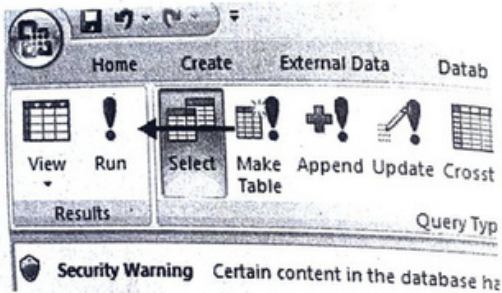 Home Create External Data Datab
View Run Select Make Table Append Update Crosst
Results Query Typ
Security Warning Certain content in the database ha